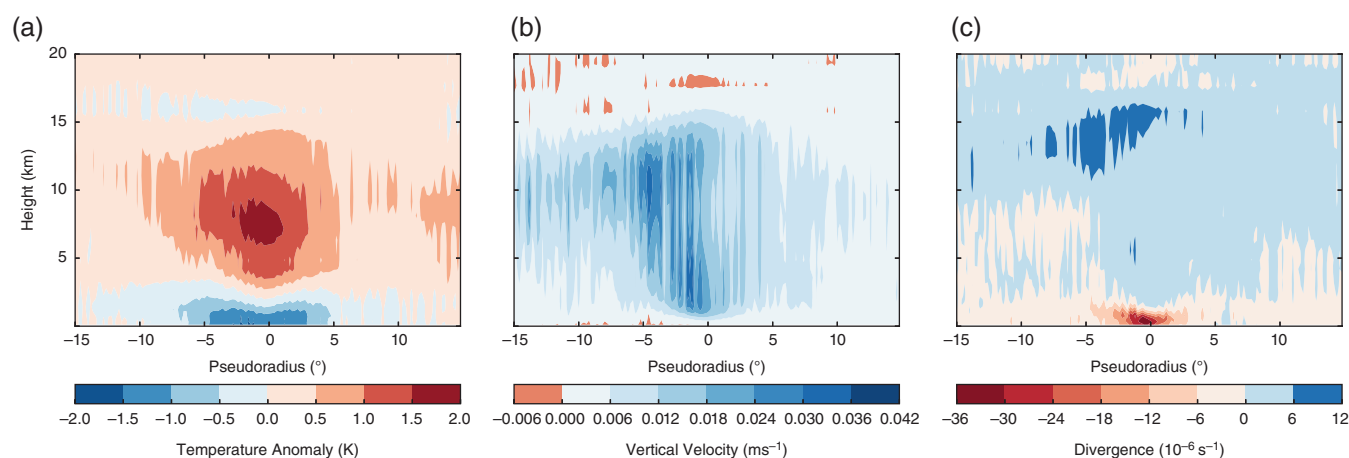 (a) (b) (c)
20
15
10
5
Height (km)
−15 −10 −5 0 5 10 −15 −10 −5 0 5 10 −15 −10 −5 0 5 10
Pseudoradius (°) Pseudoradius (°) Pseudoradius (°)
−2.0 −1.5 −1.0 −0.5 0.0 0.5 1.0 1.5 2.0 −0.006 0.000 0.006 0.012 0.018 0.024 0.030 0.036 0.042 −36 −30 −24 −18 −12 −6 0 6 12
Temperature Anomaly (K) Vertical Velocity (ms⁻¹) Divergence (10⁻⁶ s⁻¹)